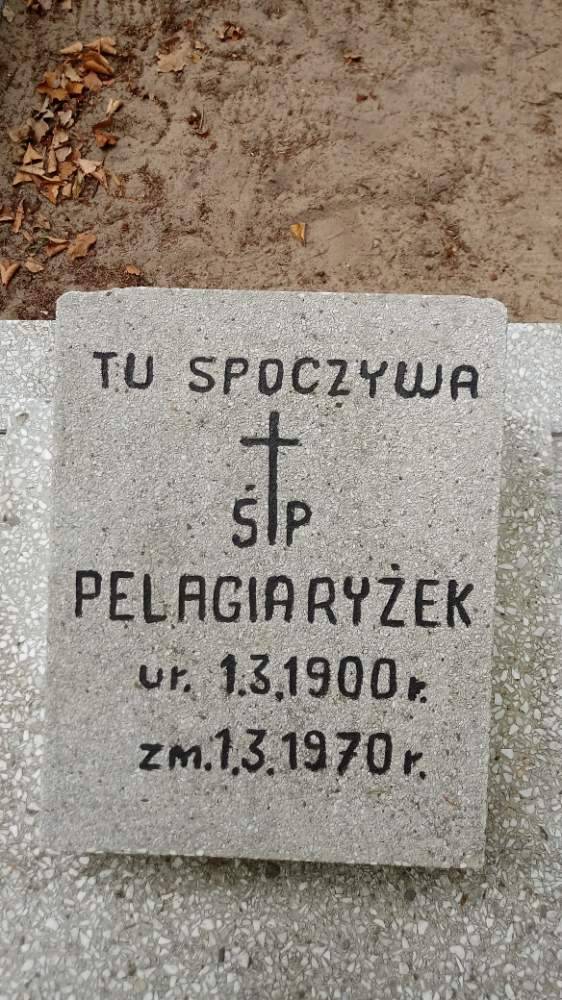 TU SPOCZYWA
ŚP
PELAGIA RYŻEK
ur. 1.3.1900 r.
zm. 1.3.1970 r.